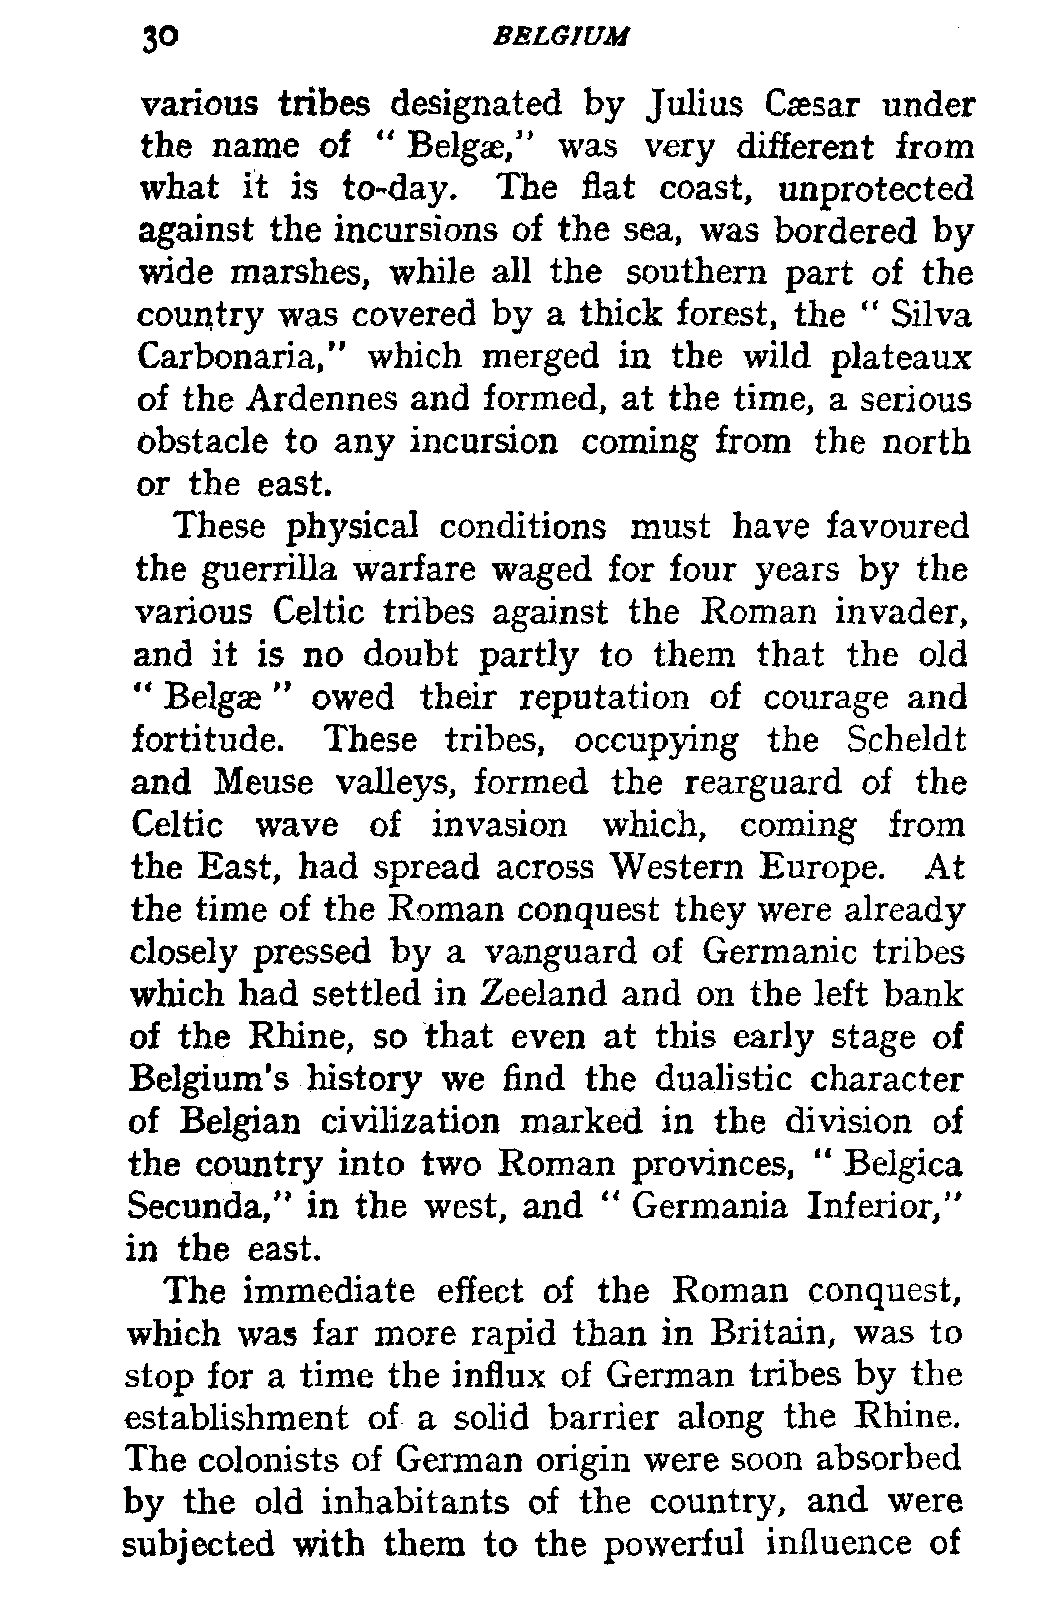 30 BELGIUM
various tribes designated by Julius Cæsar under
the name of “ Belgæ,” was very different from
what it is to-day. The flat coast, unprotected
against the incursions of the sea, was bordered by
wide marshes, while all the southern part of the
country was covered by a thick forest, the “ Silva
Carbonaria,” which merged in the wild plateaux
of the Ardennes and formed, at the time, a serious
obstacle to any incursion coming from the north
or the east.
These physical conditions must have favoured
the guerrilla warfare waged for four years by the
various Celtic tribes against the Roman invader,
and it is no doubt partly to them that the old
“ Belgæ ” owed their reputation of courage and
fortitude. These tribes, occupying the Scheldt
and Meuse valleys, formed the rearguard of the
Celtic wave of invasion which, coming from
the East, had spread across Western Europe. At
the time of the Roman conquest they were already
closely pressed by a vanguard of Germanic tribes
which had settled in Zeeland and on the left bank
of the Rhine, so that even at this early stage of
Belgium's history we find the dualistic character
of Belgian civilization marked in the division of
the country into two Roman provinces, “ Belgica
Secunda,” in the west, and “ Germania Inferior,”
in the east.
The immediate effect of the Roman conquest,
which was far more rapid than in Britain, was to
stop for a time the influx of German tribes by the
establishment of a solid barrier along the Rhine.
The colonists of German origin were soon absorbed
by the old inhabitants of the country, and were
subjected with them to the powerful influence of